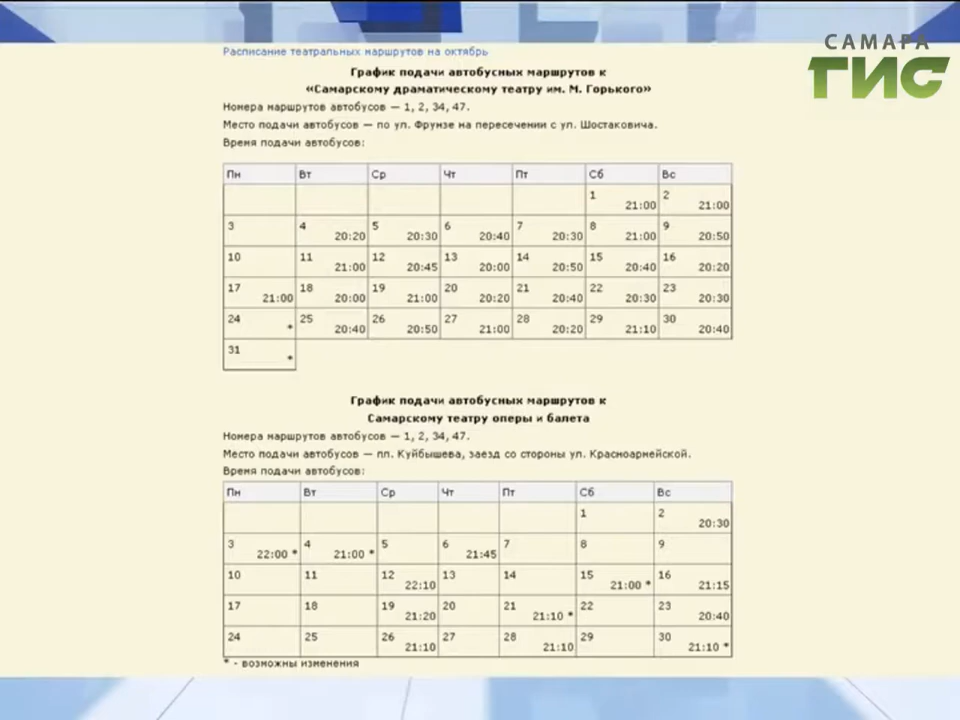 САМАРА
ГИС
Расписание театральных маршрутов на октябрь
График подачи автобусных маршрутов к
«Самарскому драматическому театру им. М. Горького»
Номера маршрутов автобусов — 1, 2, 34, 47.
Место подачи автобусов — по ул. Фрунзе на пересечении с ул. Шостаковича.
Время подачи автобусов:
Пн Вт Ср Чт Пт Сб Вс
1 21:00 2 21:00
3 4 20:20 5 20:30 6 20:40 7 20:30 8 21:00 9 20:50
10 11 21:00 12 20:45 13 20:00 14 20:50 15 20:40 16 20:20
17 21:00 18 20:00 19 21:00 20 20:20 21 20:40 22 20:30 23 20:30
24 * 25 20:40 26 20:50 27 21:00 28 20:20 29 21:10 30 20:40
31 *
График подачи автобусных маршрутов к
Самарскому театру оперы и балета
Номера маршрутов автобусов — 1, 2, 34, 47.
Место подачи автобусов — пл. Куйбышева, заезд со стороны ул. Красноармейской.
Время подачи автобусов:
Пн Вт Ср Чт Пт Сб Вс
1 2 20:30
3 22:00 * 4 21:00 * 5 6 21:45 7 8 9
10 11 12 22:10 13 14 15 21:00 * 16 21:15
17 18 19 21:20 20 21 21:10 * 22 23 20:40
24 25 26 21:10 27 28 21:10 29 30 21:10 *
* - возможны изменения